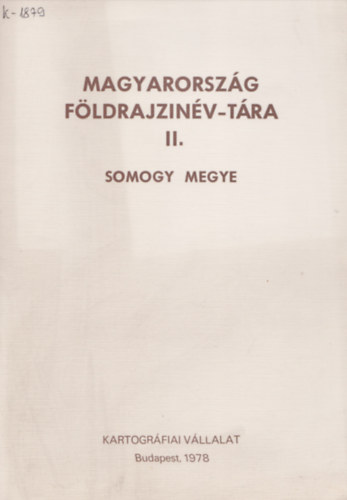 k-1879
MAGYARORSZÁG
FÖLDRAJZINÉV-TÁRA
II.
SOMOGY MEGYE
KARTOGRÁFIAI VÁLLALAT
Budapest, 1978